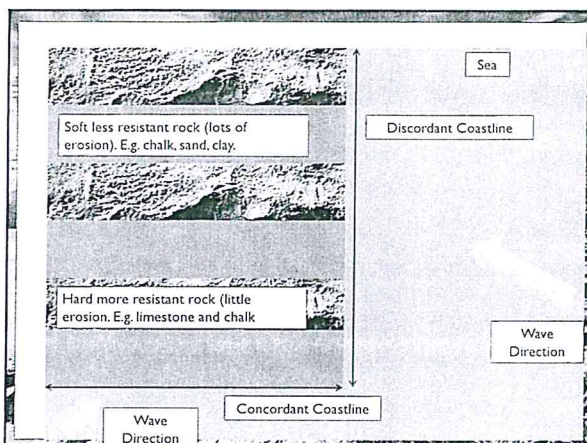 Sea
Soft less resistant rock (lots of
erosion). E.g. chalk, sand, clay.
Discordant Coastline
Hard more resistant rock (little
erosion. E.g. limestone and chalk
Wave
Direction
Concordant Coastline
Wave
Direction